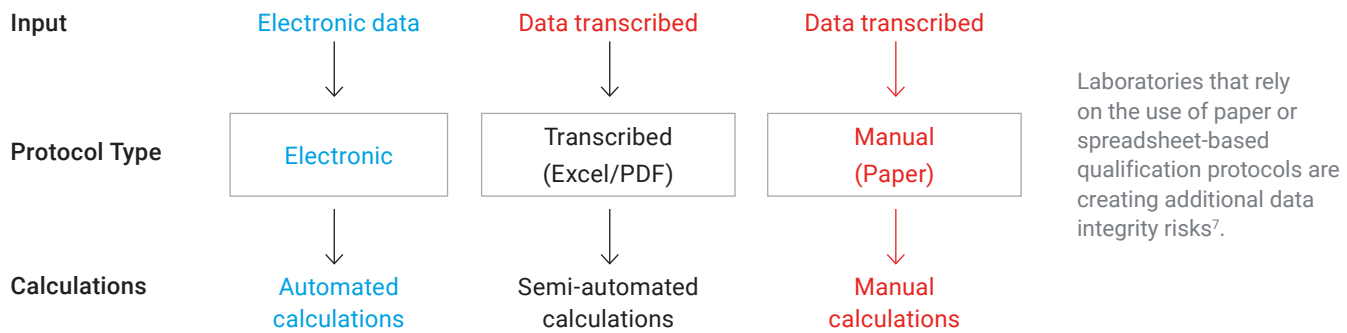 Input
Electronic data
Data transcribed
Data transcribed
Protocol Type
Electronic
Transcribed
(Excel/PDF)
Manual
(Paper)
Calculations
Automated
calculations
Semi-automated
calculations
Manual
calculations
Laboratories that rely
on the use of paper or
spreadsheet-based
qualification protocols are
creating additional data
integrity risks⁷.